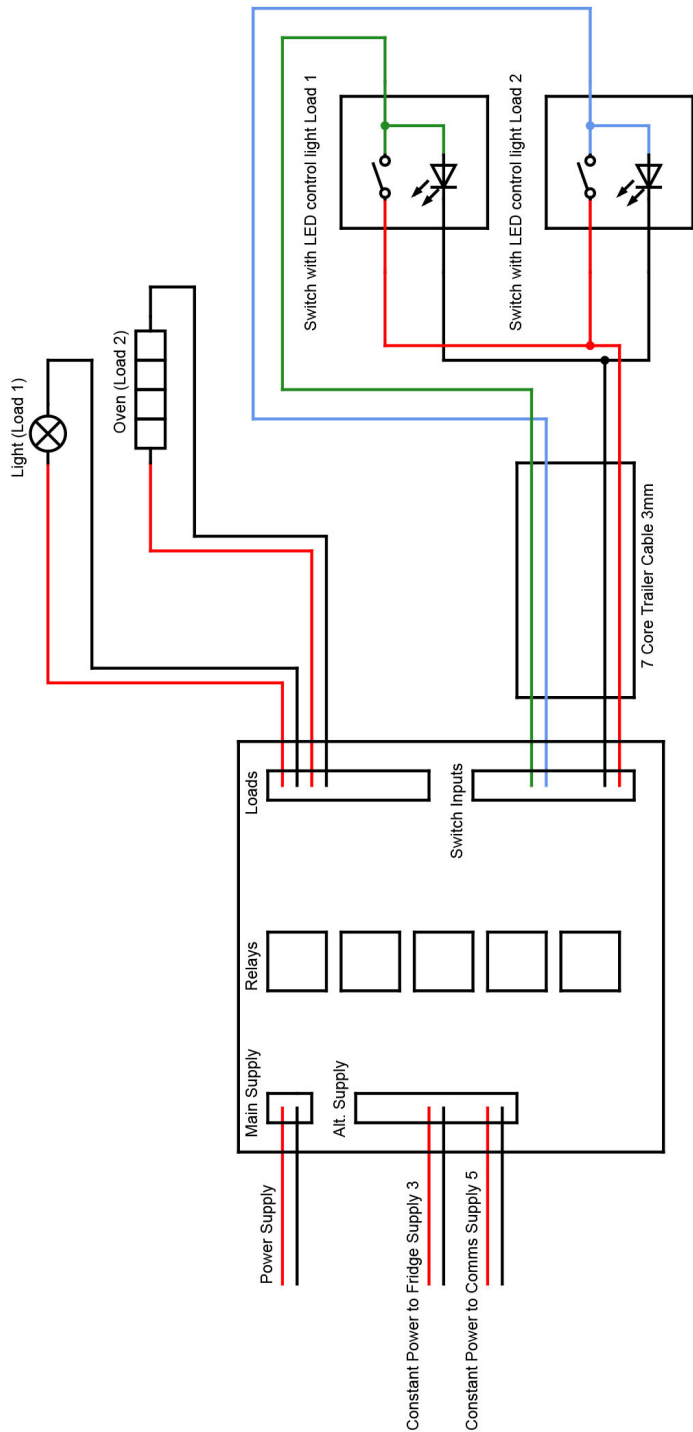 Light (Load 1)
Oven (Load 2)
Switch with LED control light Load 1
Switch with LED control light Load 2
7 Core Trailer Cable 3mm
Loads
Switch Inputs
Relays
Main Supply
Alt. Supply
Power Supply
Constant Power to Fridge Supply 3
Constant Power to Comms Supply 5